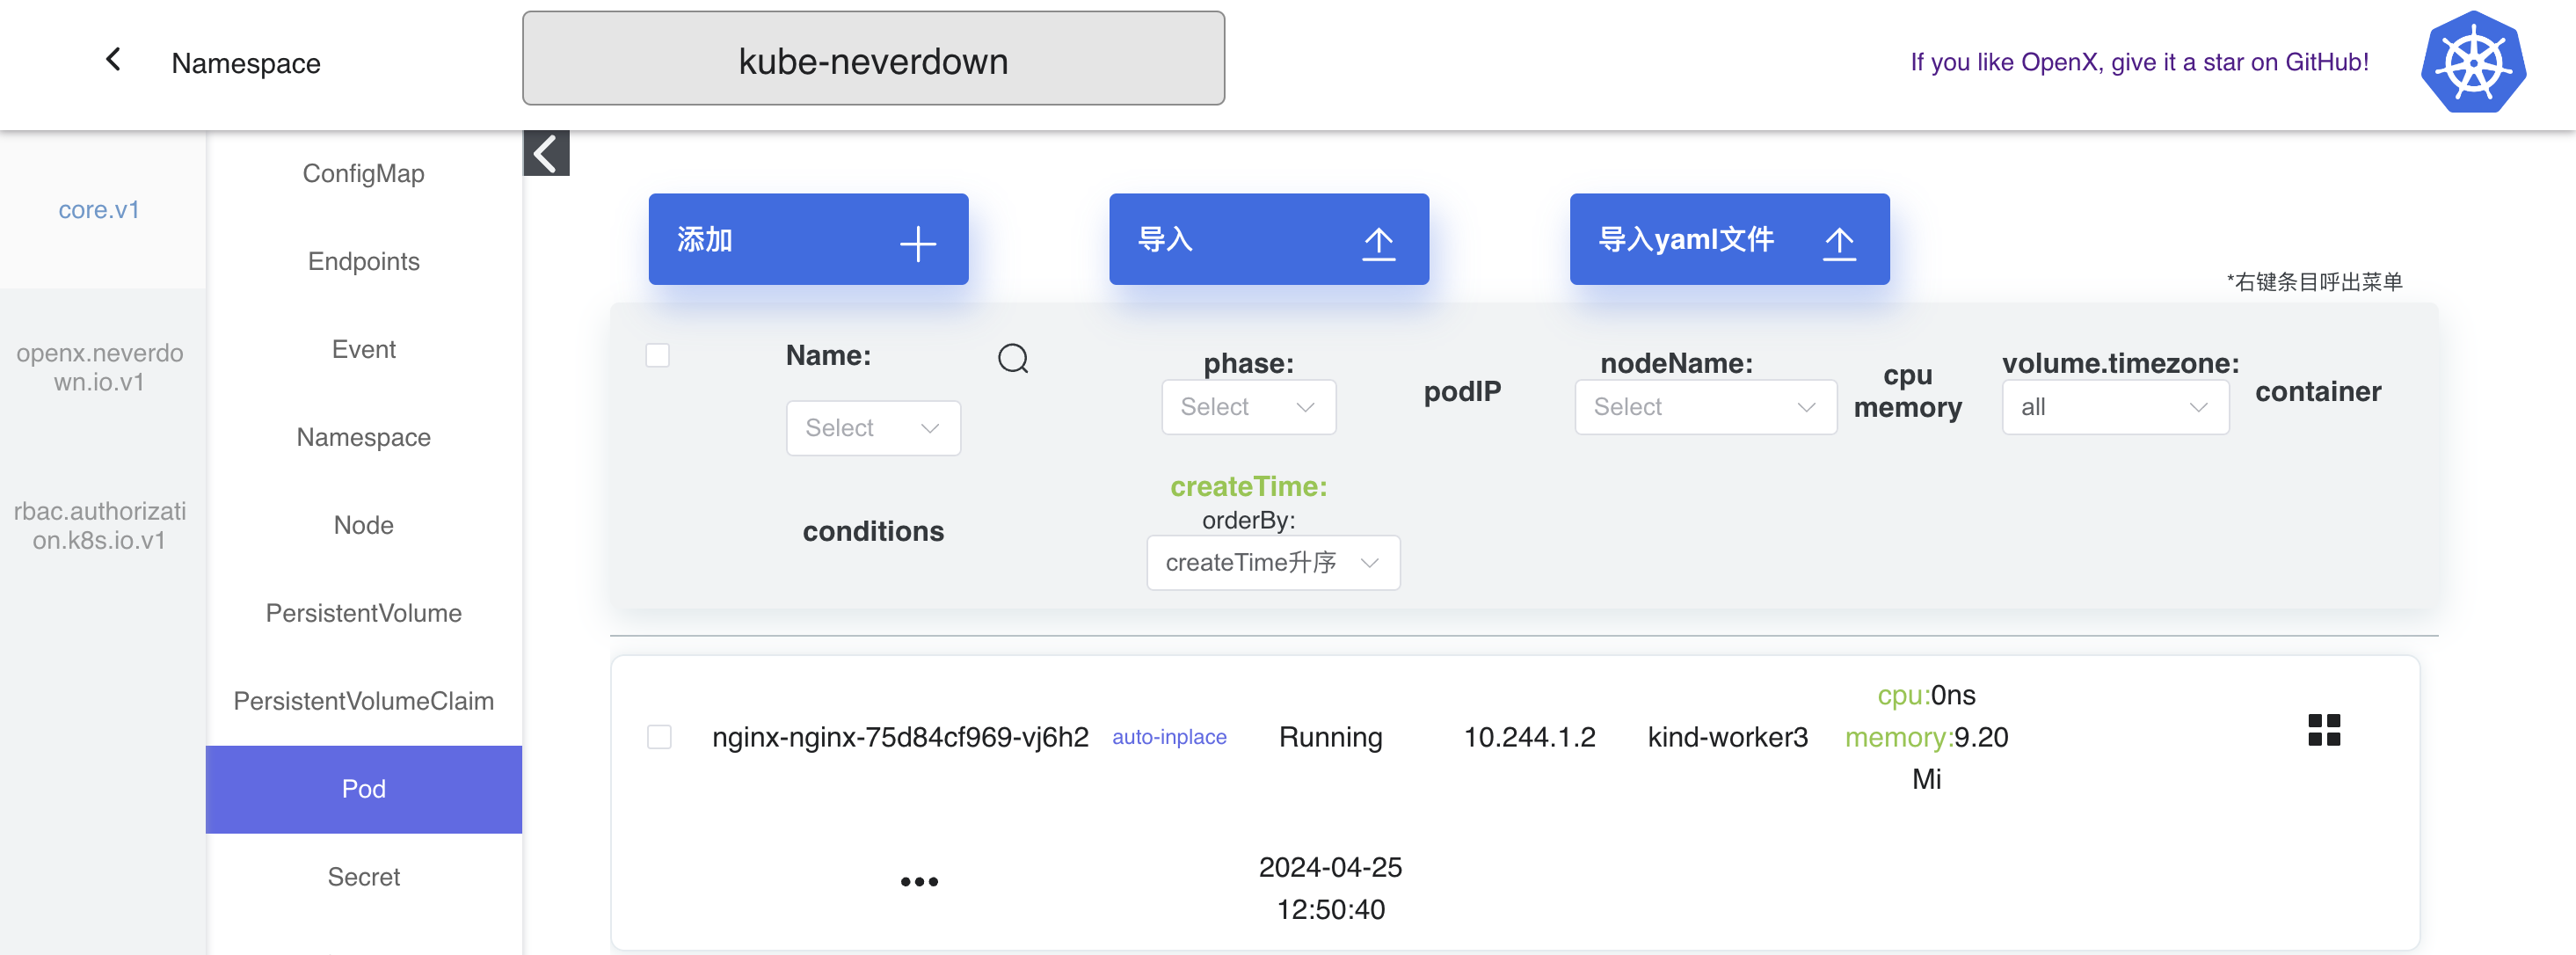 Namespace
kube-neverdown
If you like OpenX, give it a star on GitHub!
core.v1
openx.neverdo
wn.io.v1
rbac.authorizati
on.k8s.io.v1
ConfigMap
Endpoints
Event
Namespace
Node
PersistentVolume
PersistentVolumeClaim
Pod
Secret
添加
导入
导入yaml文件
*右键条目呼出菜单
Name:
Select
phase:
Select
podIP
nodeName:
Select
cpu
memory
volume.timezone:
all
container
conditions
createTime:
orderBy:
createTime升序
nginx-nginx-75d84cf969-vj6h2
auto-inplace
Running
10.244.1.2
kind-worker3
cpu:0ns
memory:9.20
Mi
2024-04-25
12:50:40